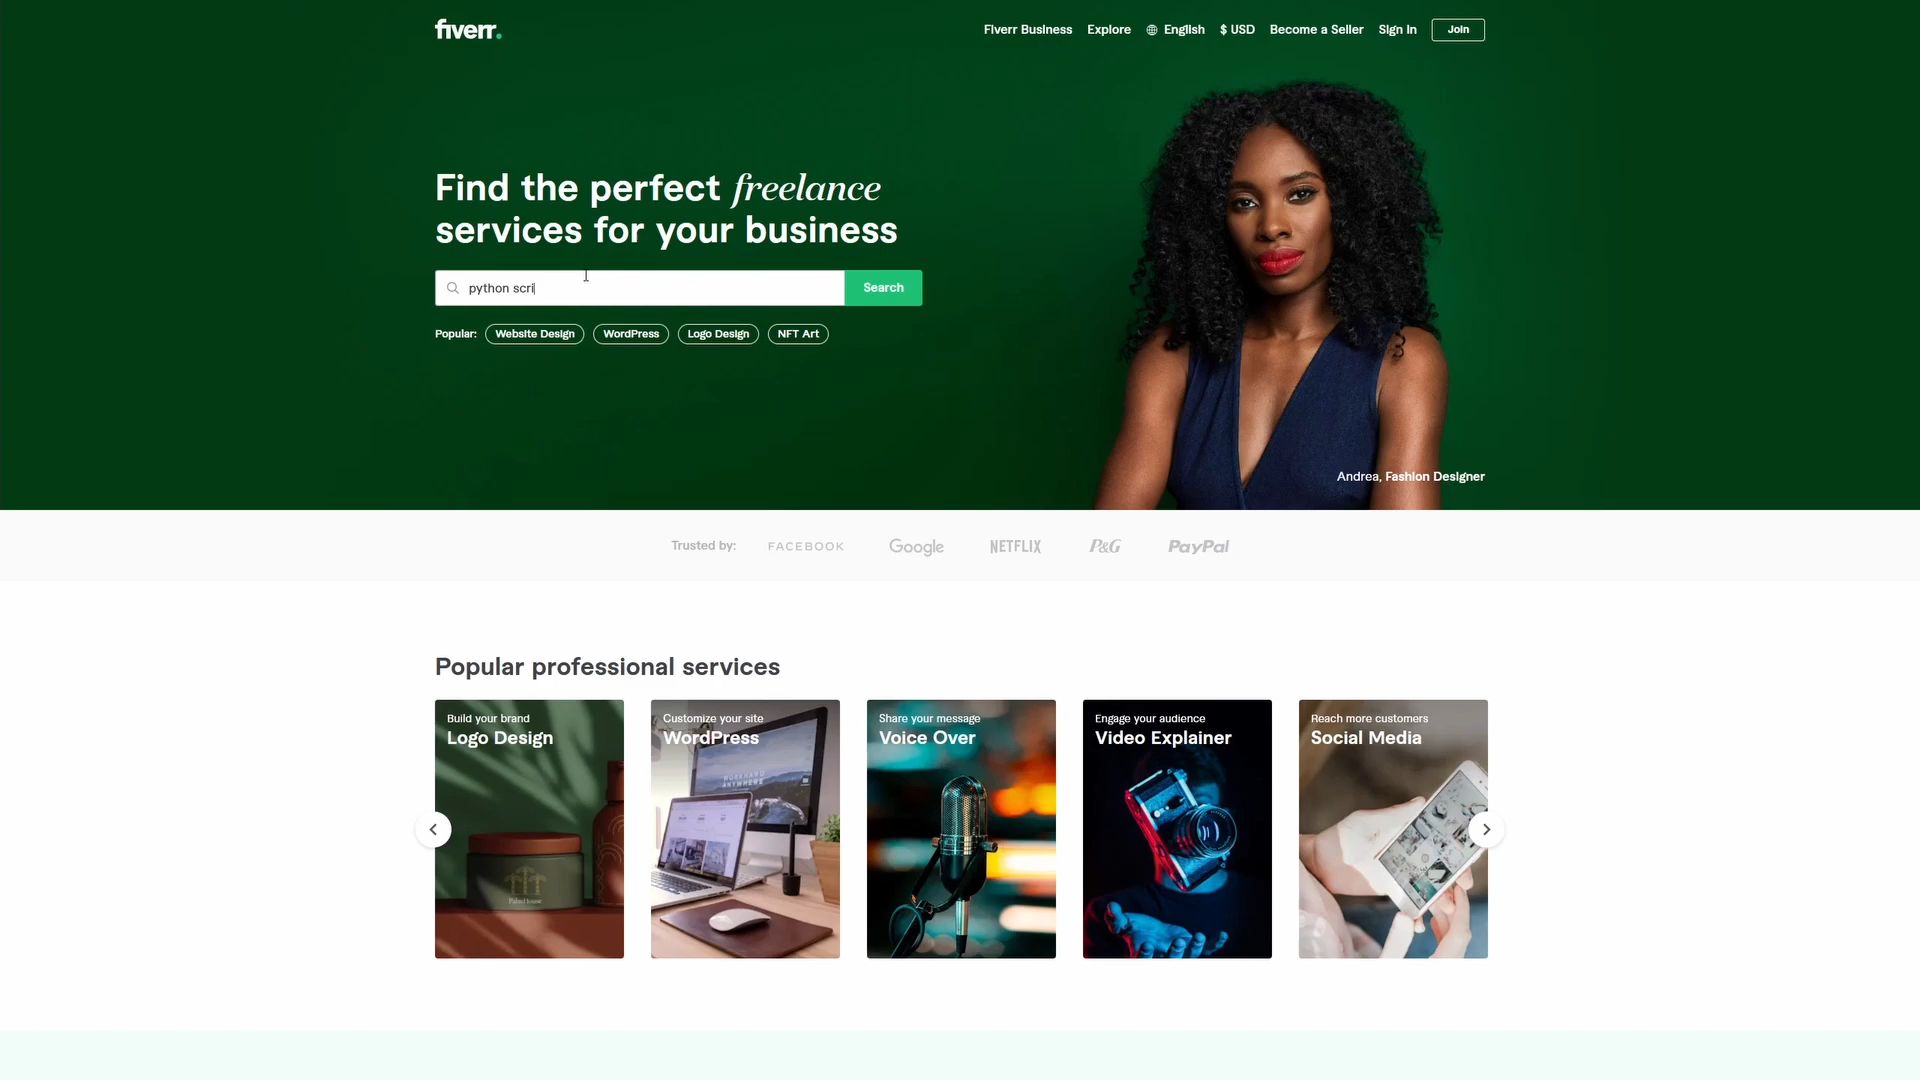 fiverr.
Fiverr Business
Explore
English
$ USD
Become a Seller
Sign In
Join
Find the perfect freelance
services for your business
python scri
Search
Popular:
Website Design
WordPress
Logo Design
NFT Art
Andrea, Fashion Designer
Trusted by:
FACEBOOK
Google
NETFLIX
P&G
PayPal
Popular professional services
Build your brand
Logo Design
Customize your site
WordPress
Share your message
Voice Over
Engage your audience
Video Explainer
Reach more customers
Social Media
WORKHARD
ANYWHERE